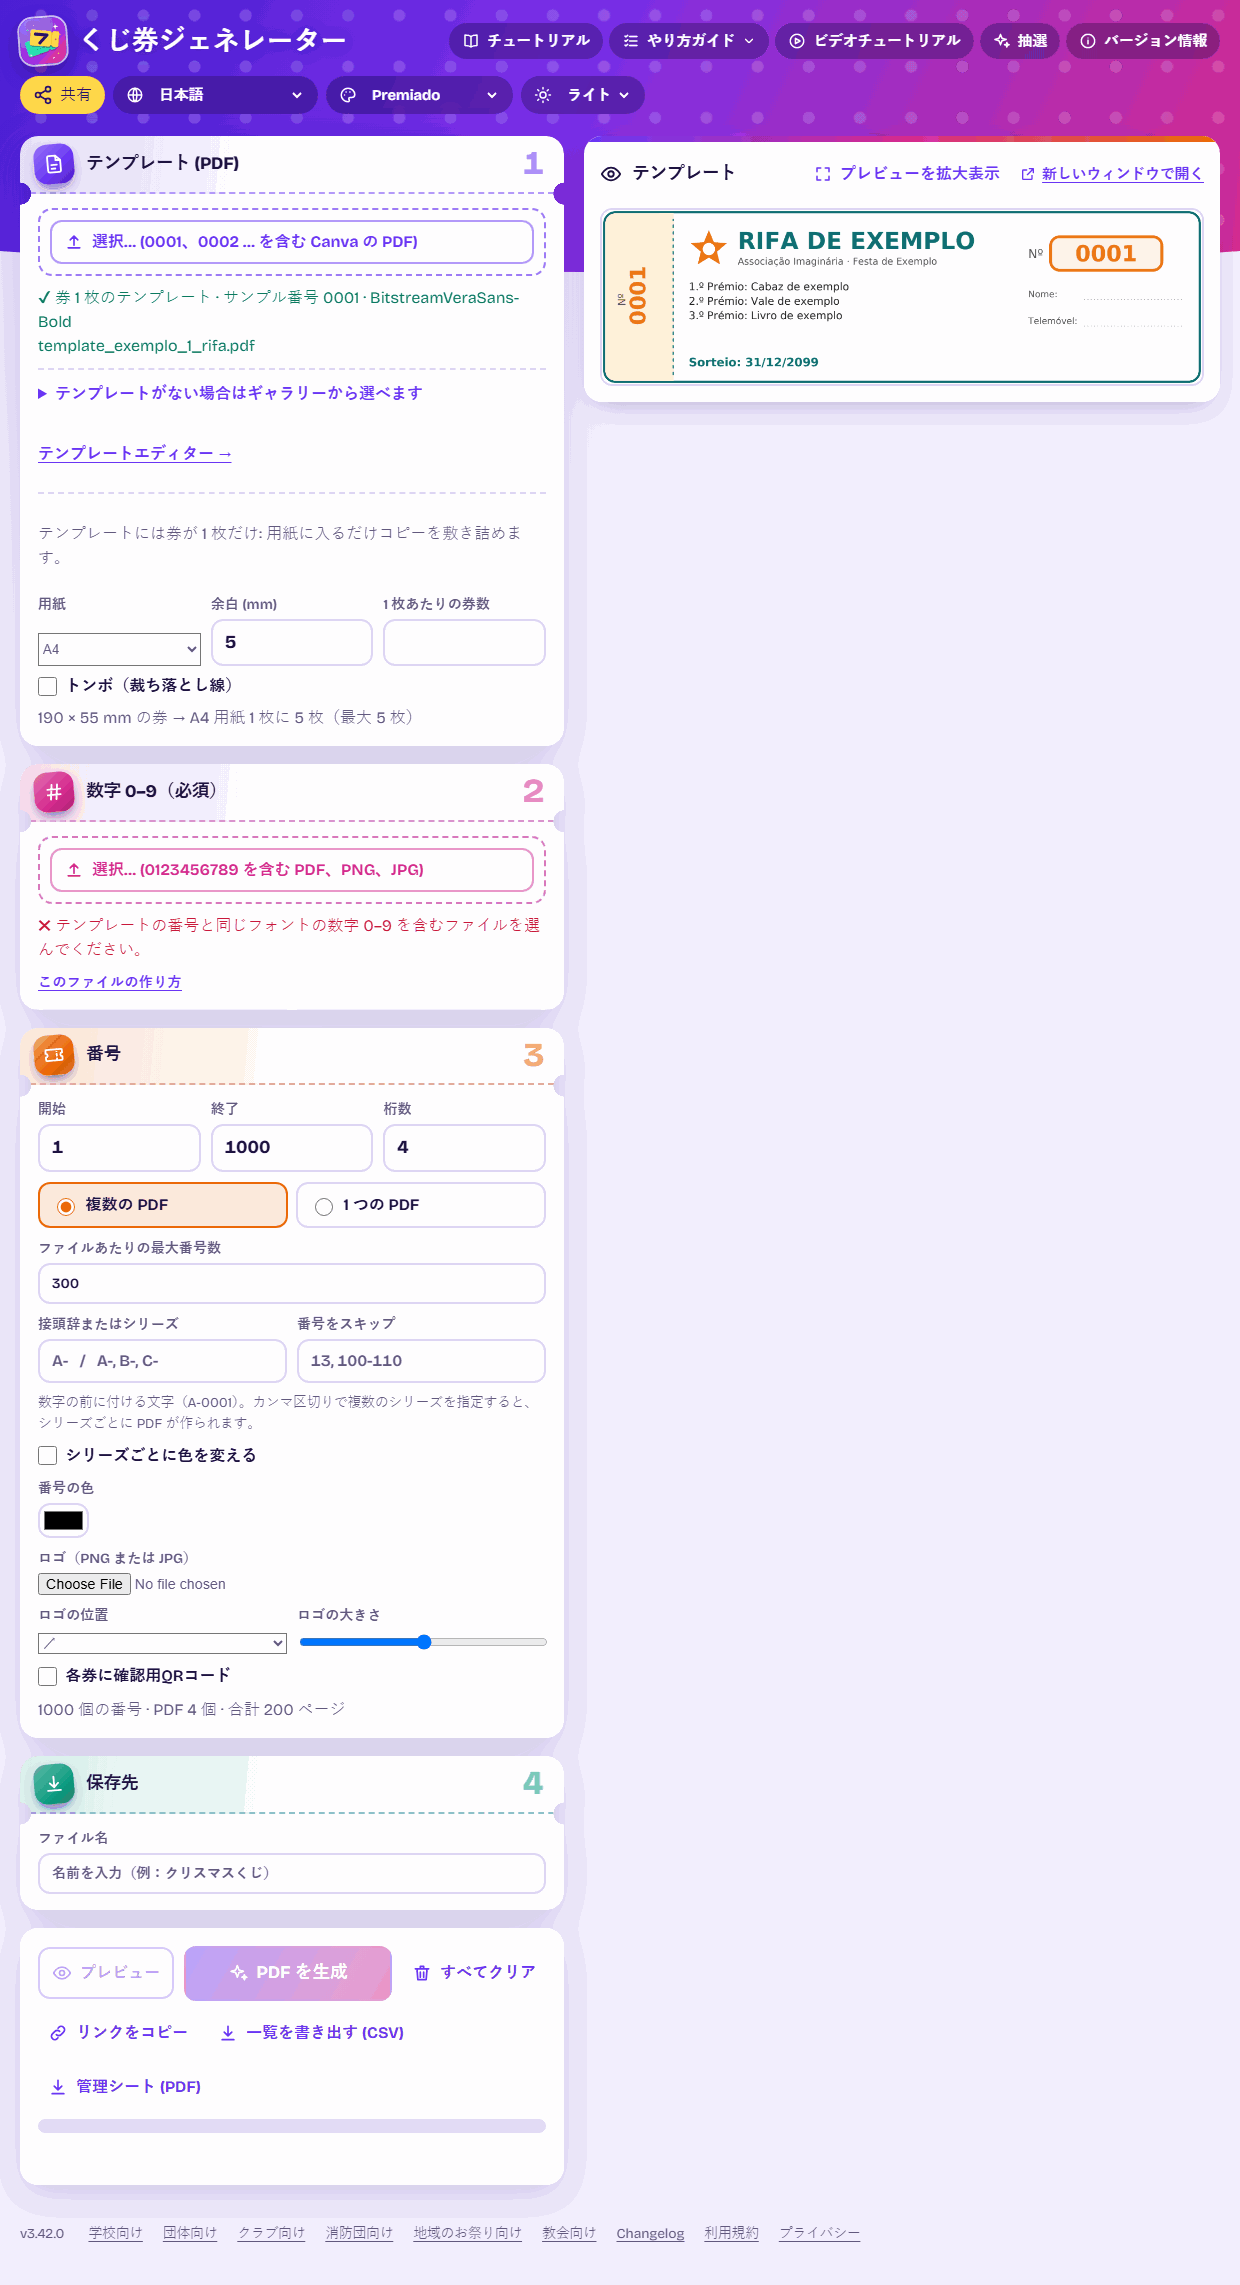 くじ券ジェネレーター
チュートリアル
やり方ガイド
ビデオチュートリアル
抽選
バージョン情報
共有
日本語
Premiado
ライト
テンプレート (PDF)
1
選択... (0001、0002 ... を含む Canva の PDF)
✓ 券 1 枚のテンプレート · サンプル番号 0001 · BitstreamVeraSans-
Bold
template_exemplo_1_rifa.pdf
▶ テンプレートがない場合はギャラリーから選べます
テンプレートエディター →
テンプレートには券が 1 枚だけ: 用紙に入るだけコピーを敷き詰めま
す。
用紙
余白 (mm)
1 枚あたりの券数
A4
5
トンボ（裁ち落とし線）
190 × 55 mm の券 → A4 用紙 1 枚に 5 枚（最大 5 枚）
数字 0–9（必須）
2
選択... (0123456789 を含む PDF、PNG、JPG)
✕ テンプレートの番号と同じフォントの数字 0–9 を含むファイルを選
んでください。
このファイルの作り方
番号
3
開始
終了
桁数
1
1000
4
複数の PDF
1 つの PDF
ファイルあたりの最大番号数
300
接頭辞またはシリーズ
番号をスキップ
A- / A-, B-, C-
13, 100-110
数字の前に付ける文字（A-0001）。カンマ区切りで複数のシリーズを指定すると、
シリーズごとに PDF が作られます。
シリーズごとに色を変える
番号の色
ロゴ（PNG または JPG）
Choose File No file chosen
ロゴの位置
ロゴの大きさ
各券に確認用QRコード
1000 個の番号 · PDF 4 個 · 合計 200 ページ
保存先
4
ファイル名
名前を入力（例：クリスマスくじ）
プレビュー
PDF を生成
すべてクリア
リンクをコピー
一覧を書き出す (CSV)
管理シート (PDF)
テンプレート
プレビューを拡大表示
新しいウィンドウで開く
Nº
0001
RIFA DE EXEMPLO
Associação Imaginária · Festa de Exemplo
1.º Prémio: Cabaz de exemplo
2.º Prémio: Vale de exemplo
3.º Prémio: Livro de exemplo
Sorteio: 31/12/2099
Nº 0001
Nome:
Telemóvel:
v3.42.0
学校向け
団体向け
クラブ向け
消防団向け
地域のお祭り向け
教会向け
Changelog
利用規約
プライバシー